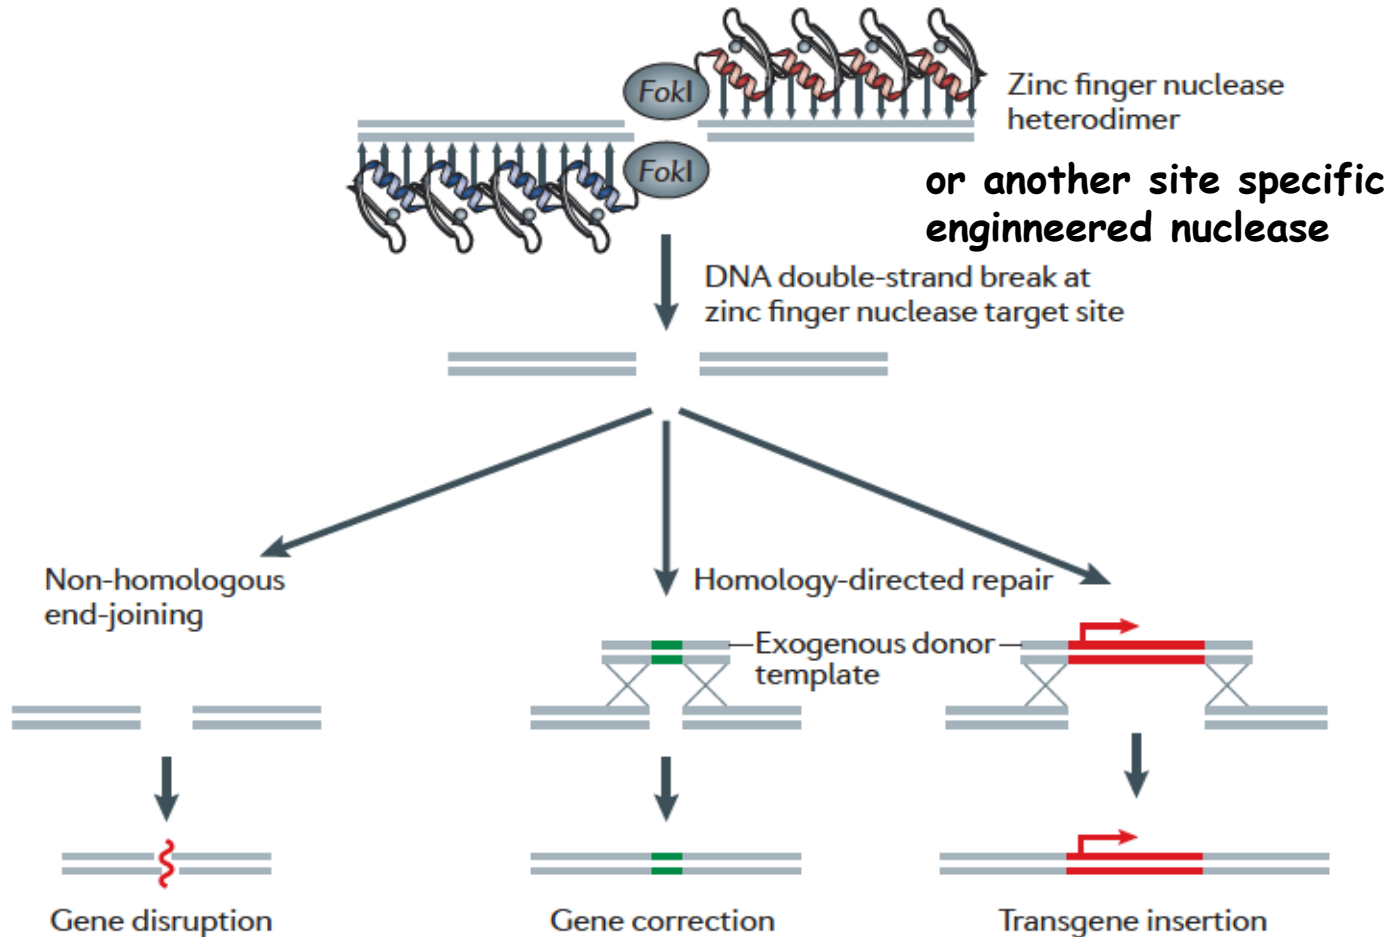 FokI
Zinc finger nuclease
heterodimer
FokI
or another site specific
enginneered nuclease
DNA double-strand break at
zinc finger nuclease target site
Non-homologous
end-joining
Homology-directed repair
Exogenous donor
template
Gene disruption
Gene correction
Transgene insertion